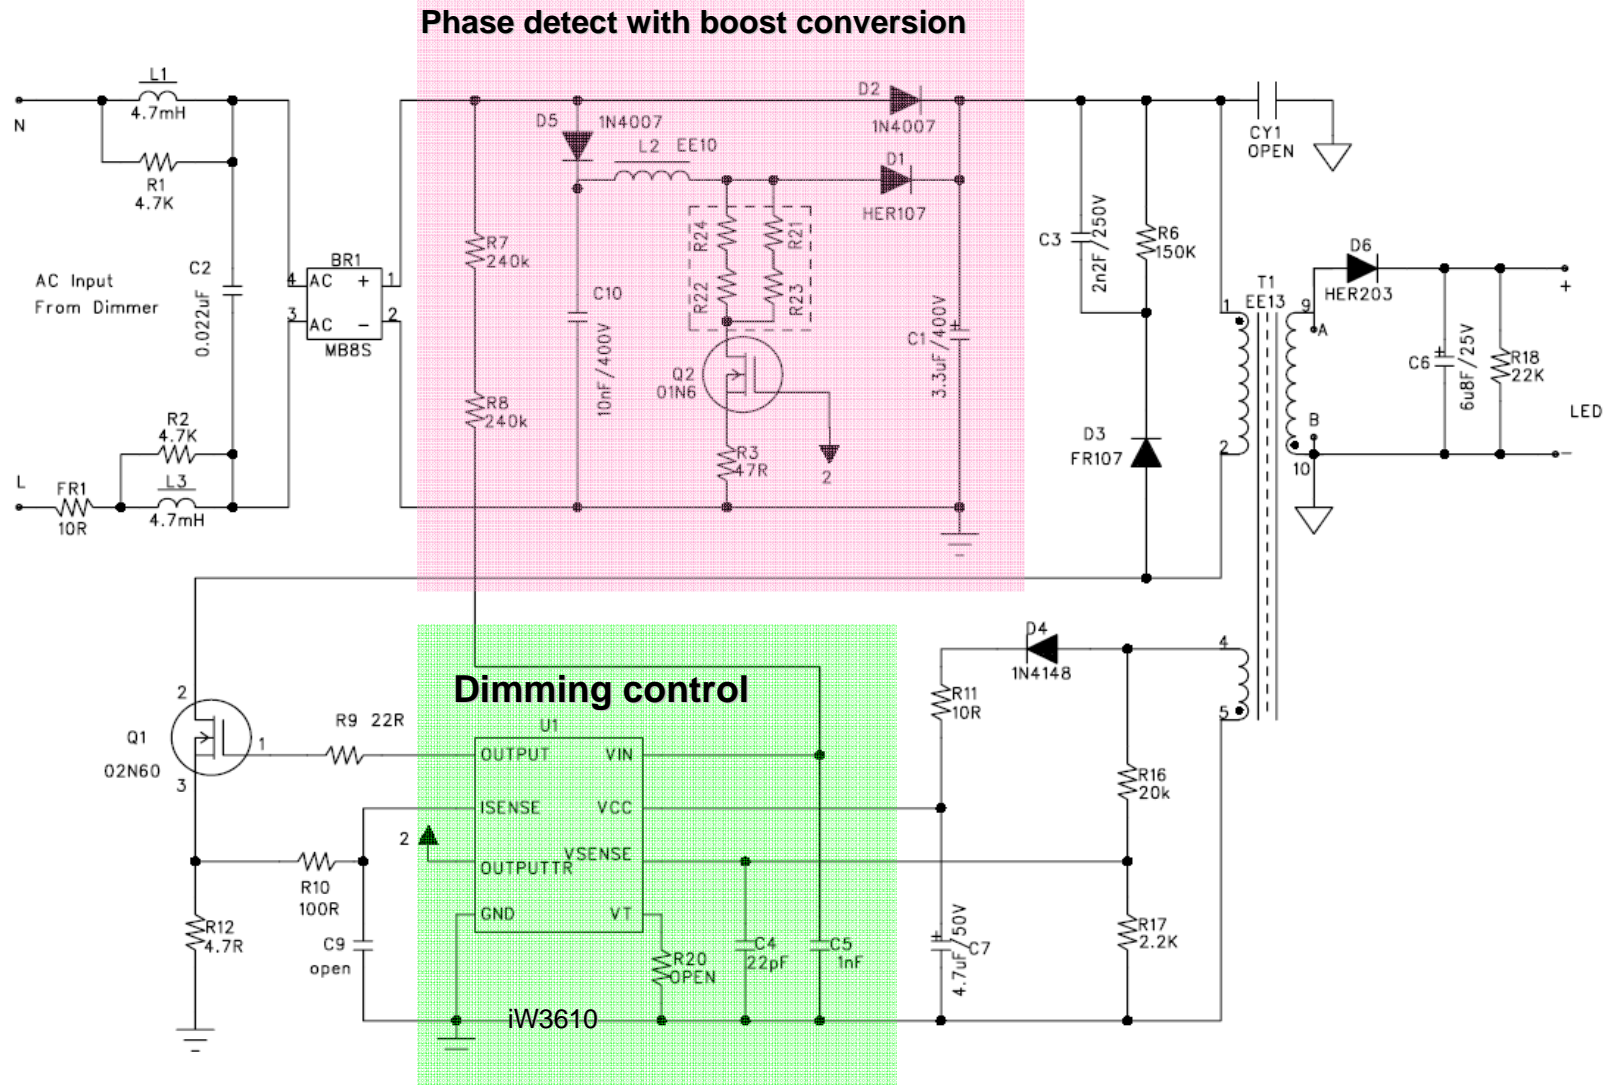 Phase detect with boost conversion
L1
4.7mH
N
R1
4.7K
AC Input
From Dimmer
C2
0.022uF
BR1
4 AC + 1
3 AC - 2
MB8S
R2
4.7K
L
FR1
10R
L3
4.7mH
D5
1N4007
L2 EE10
D2
1N4007
D1
HER107
R7
240k
R8
240k
C10
10nF/400V
R24
R21
R22
R23
Q2
01N6
R3
47R
2
C1
+
3.3uF/400V
CY1
OPEN
C3
2n2F/250V
R6
150K
D3
FR107
T1
EE13
1
2
9
A
B
10
D6
HER203
+
C6
+
6u8F/25V
R18
22K
LED
-
2
Q1
02N60
3
1
R9 22R
Dimming control
U1
OUTPUT VIN
ISENSE VCC
VSENSE
OUTPUTTR
GND VT
2
R10
100R
R12
4.7R
C9
open
R20
OPEN
C4
22pF
C5
1nF
iW3610
D4
1N4148
R11
10R
4
5
R16
20k
R17
2.2K
+
4.7uF/50V
C7